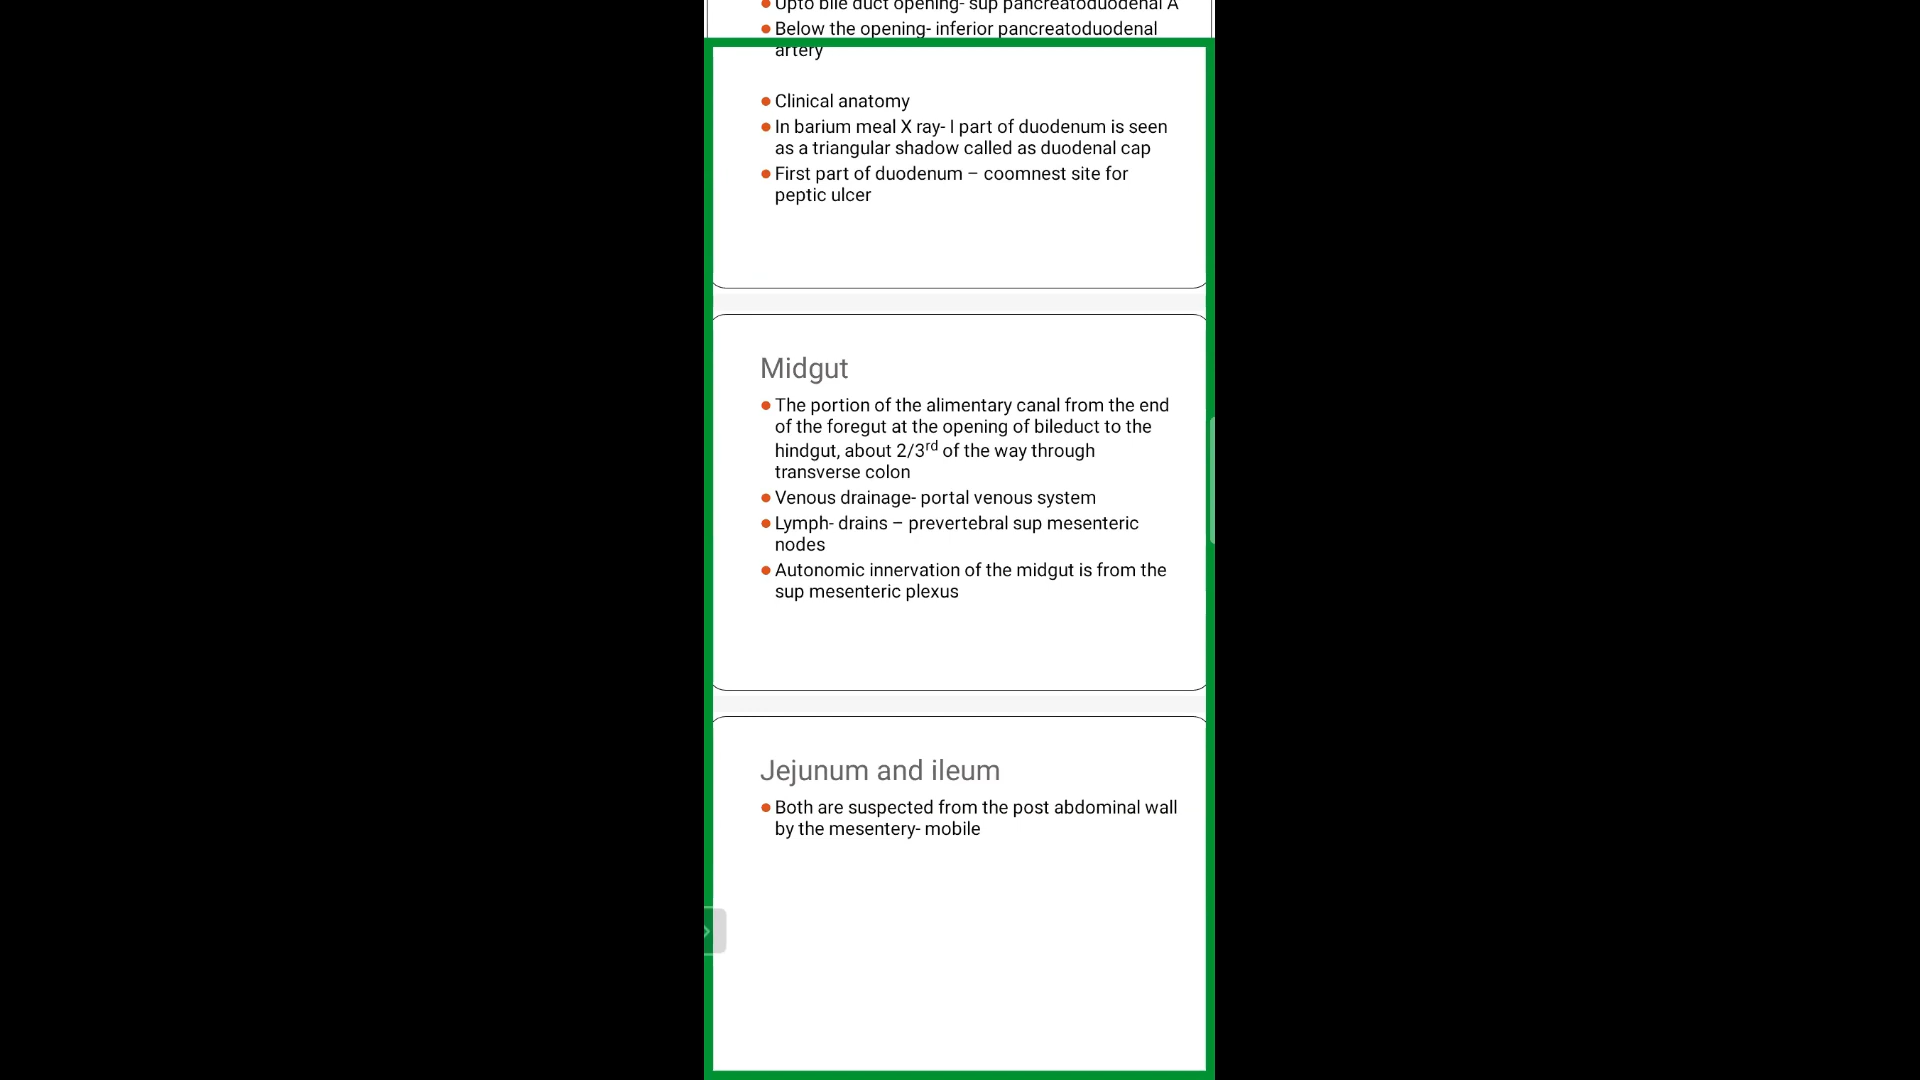 ● Upto bile duct opening- sup pancreatoduodenal A
● Below the opening- inferior pancreatoduodenal
artery
● Clinical anatomy
● In barium meal X ray- I part of duodenum is seen
as a triangular shadow called as duodenal cap
● First part of duodenum – coomnest site for
peptic ulcer
Midgut
● The portion of the alimentary canal from the end
of the foregut at the opening of bileduct to the
hindgut, about 2/3rd of the way through
transverse colon
● Venous drainage- portal venous system
● Lymph- drains – prevertebral sup mesenteric
nodes
● Autonomic innervation of the midgut is from the
sup mesenteric plexus
Jejunum and ileum
● Both are suspected from the post abdominal wall
by the mesentery- mobile